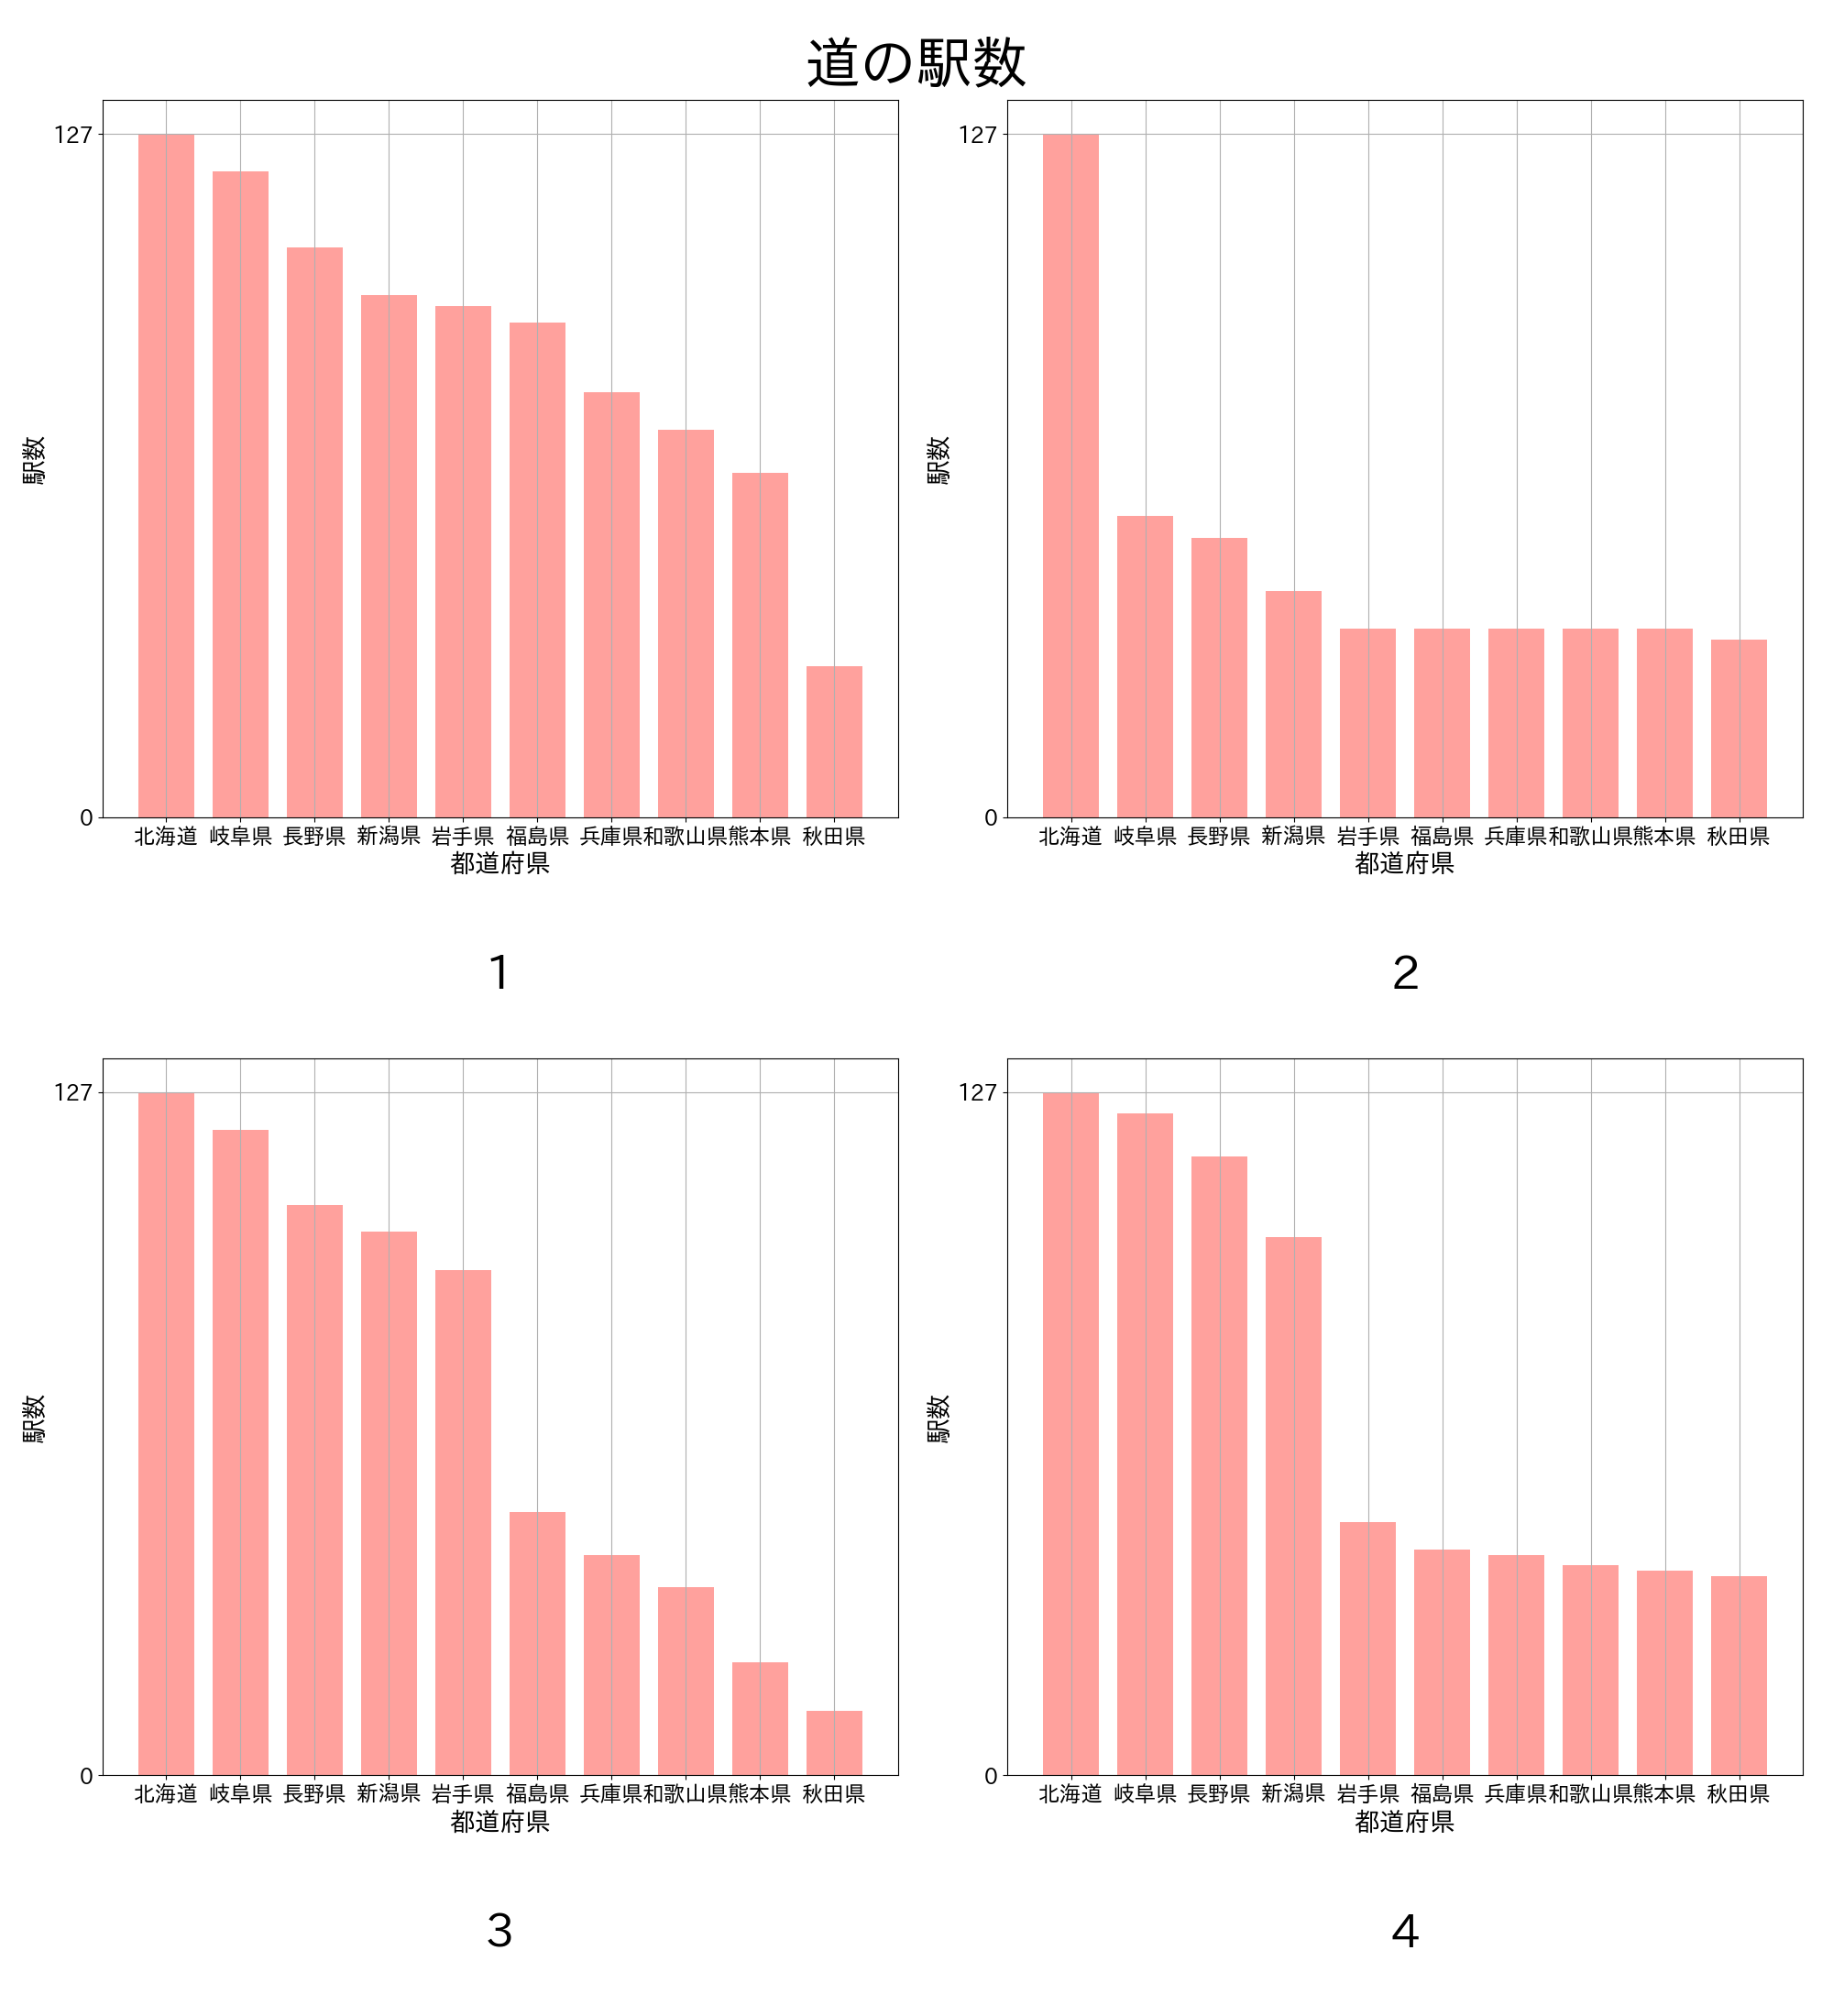 道の駅数
127
0
駅数
北海道 岐阜県 長野県 新潟県 岩手県 福島県 兵庫県 和歌山県 熊本県 秋田県
都道府県
1
127
0
駅数
北海道 岐阜県 長野県 新潟県 岩手県 福島県 兵庫県 和歌山県 熊本県 秋田県
都道府県
2
127
0
駅数
北海道 岐阜県 長野県 新潟県 岩手県 福島県 兵庫県 和歌山県 熊本県 秋田県
都道府県
3
127
0
駅数
北海道 岐阜県 長野県 新潟県 岩手県 福島県 兵庫県 和歌山県 熊本県 秋田県
都道府県
4